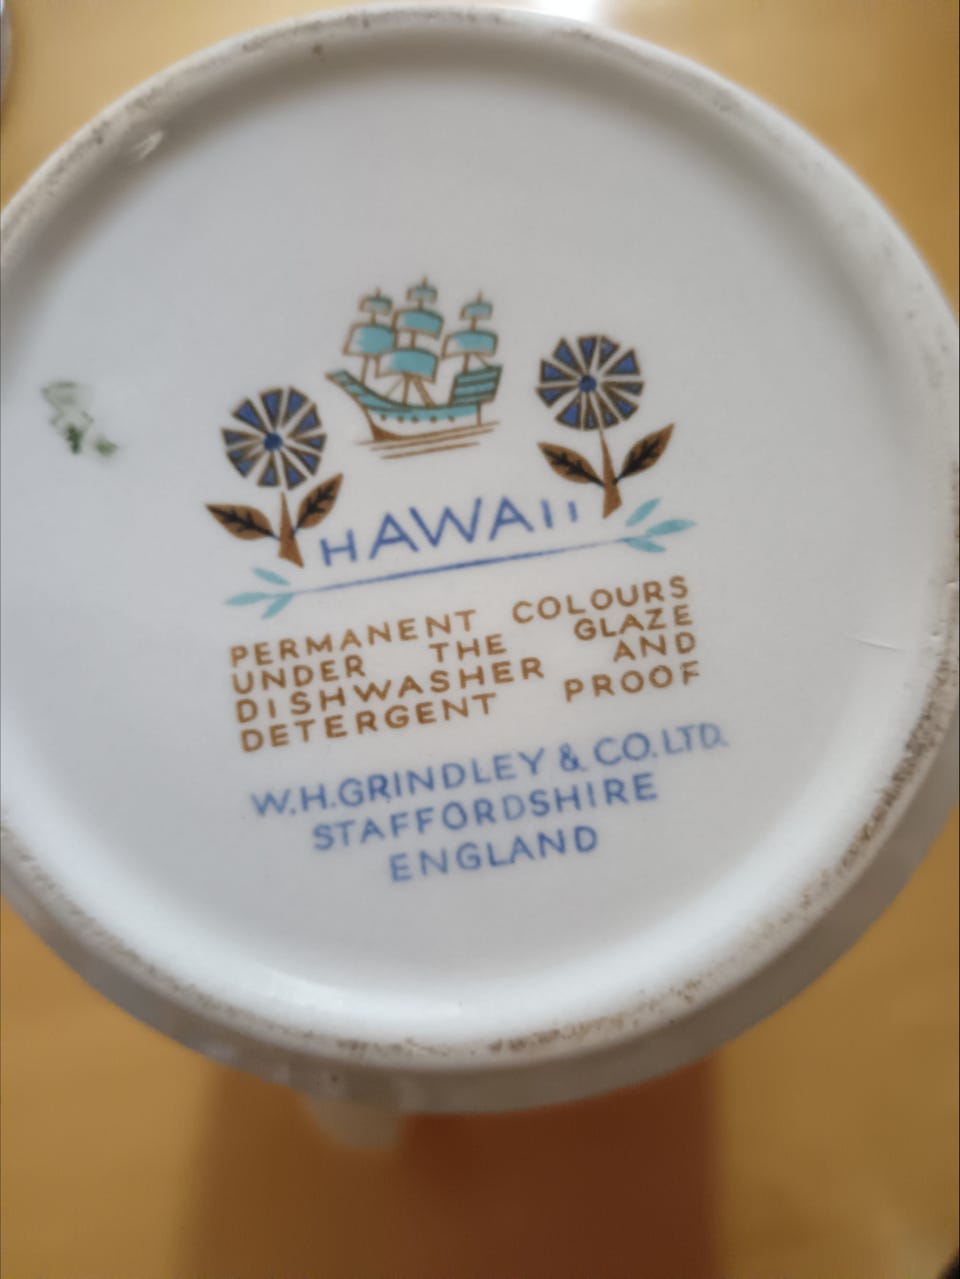 HAWAII
PERMANENT COLOURS
UNDER THE GLAZE
DISHWASHER AND
DETERGENT PROOF
W.H.GRINDLEY & CO.LTD.
STAFFORDSHIRE
ENGLAND